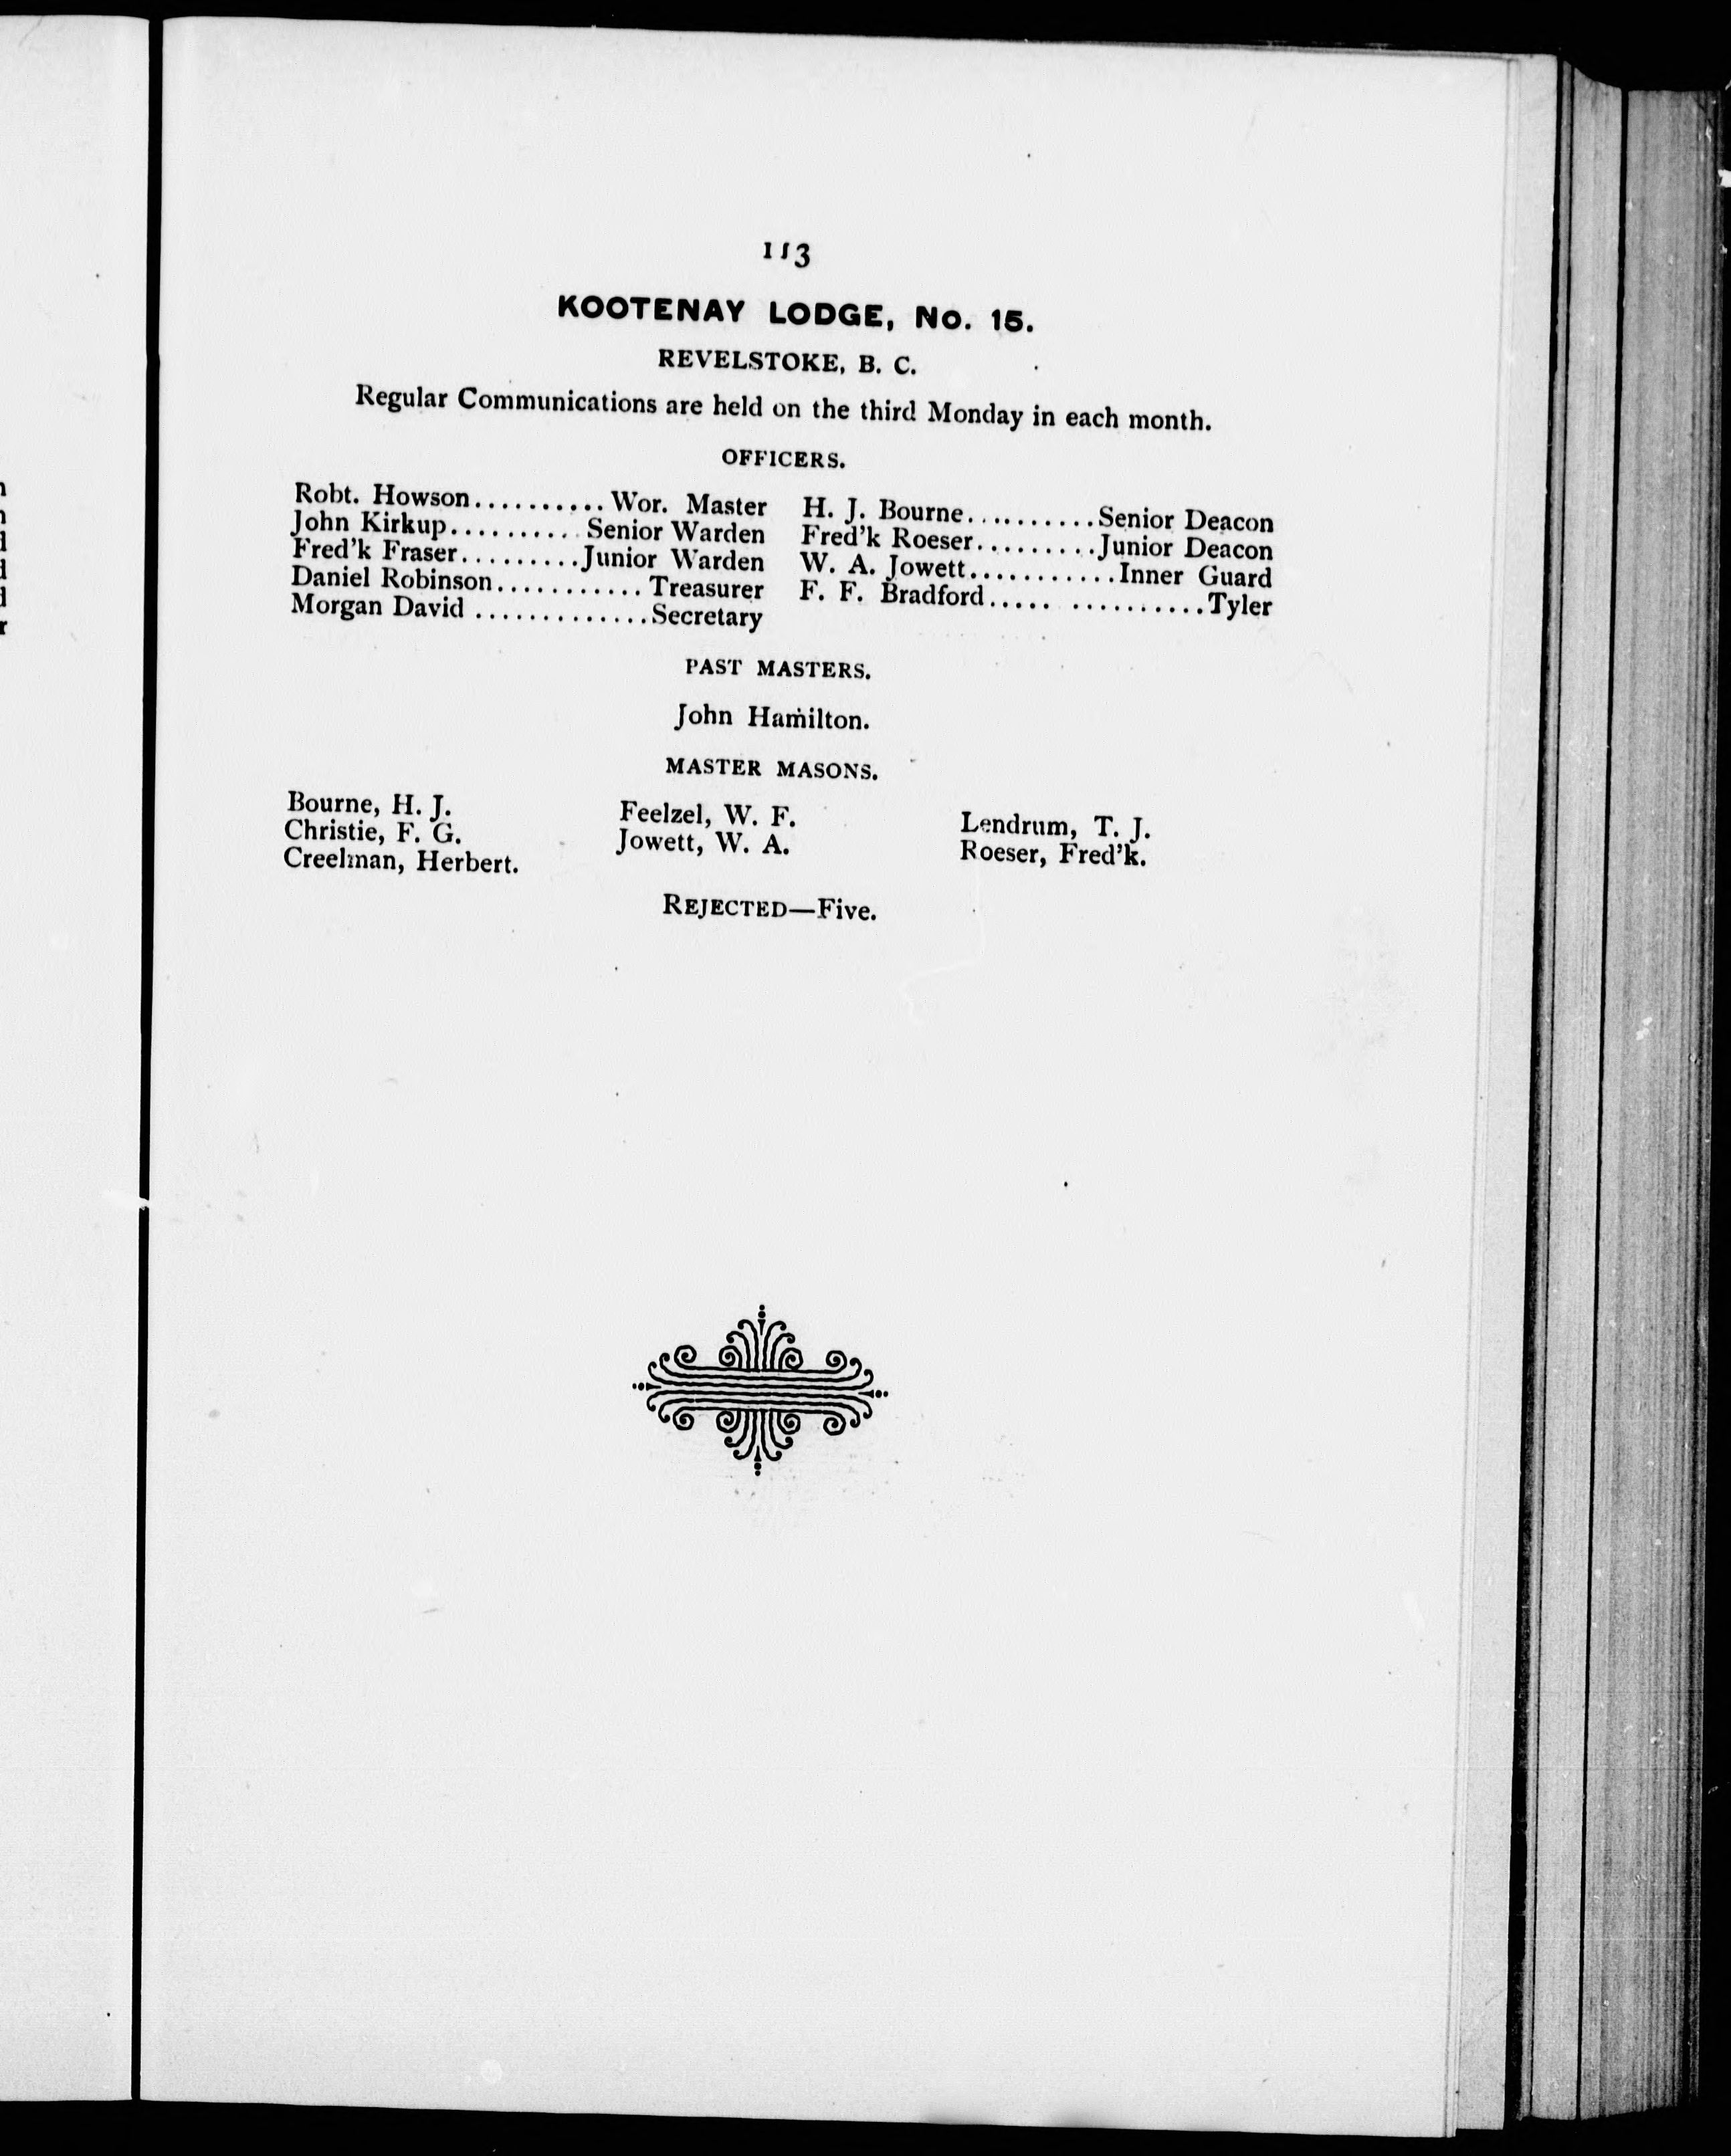 113
KOOTENAY LODGE, No. 15.
REVELSTOKE, B. C.
Regular Communications are held on the third Monday in each month.
OFFICERS.
Robt. Howson..........Wor. Master
John Kirkup..........Senior Warden
Fred'k Fraser.........Junior Warden
Daniel Robinson...........Treasurer
Morgan David .............Secretary
H. J. Bourne..........Senior Deacon
Fred'k Roeser.........Junior Deacon
W. A. Jowett...........Inner Guard
F. F. Bradford..... ..........Tyler
PAST MASTERS.
John Hamilton.
MASTER MASONS.
Bourne, H. J.
Christie, F. G.
Creelman, Herbert.
Feelzel, W. F.
Jowett, W. A.
Lendrum, T. J.
Roeser, Fred'k.
REJECTED—Five.